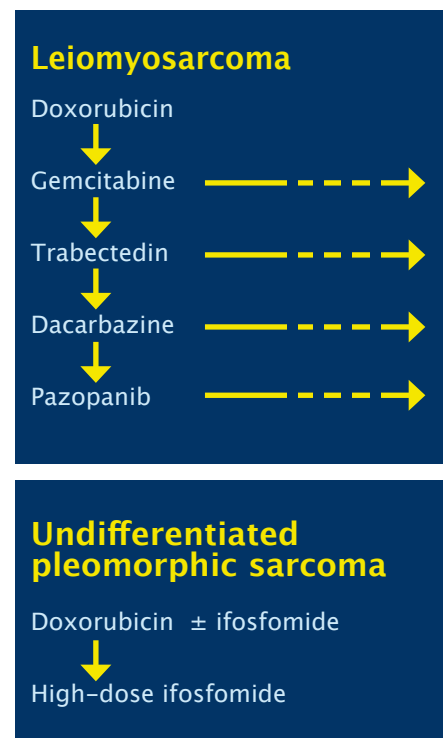 Leiomyosarcoma
Doxorubicin
Gemcitabine
Trabectedin
Dacarbazine
Pazopanib
Undifferentiated
pleomorphic sarcoma
Doxorubicin ± ifosfomide
High-dose ifosfomide